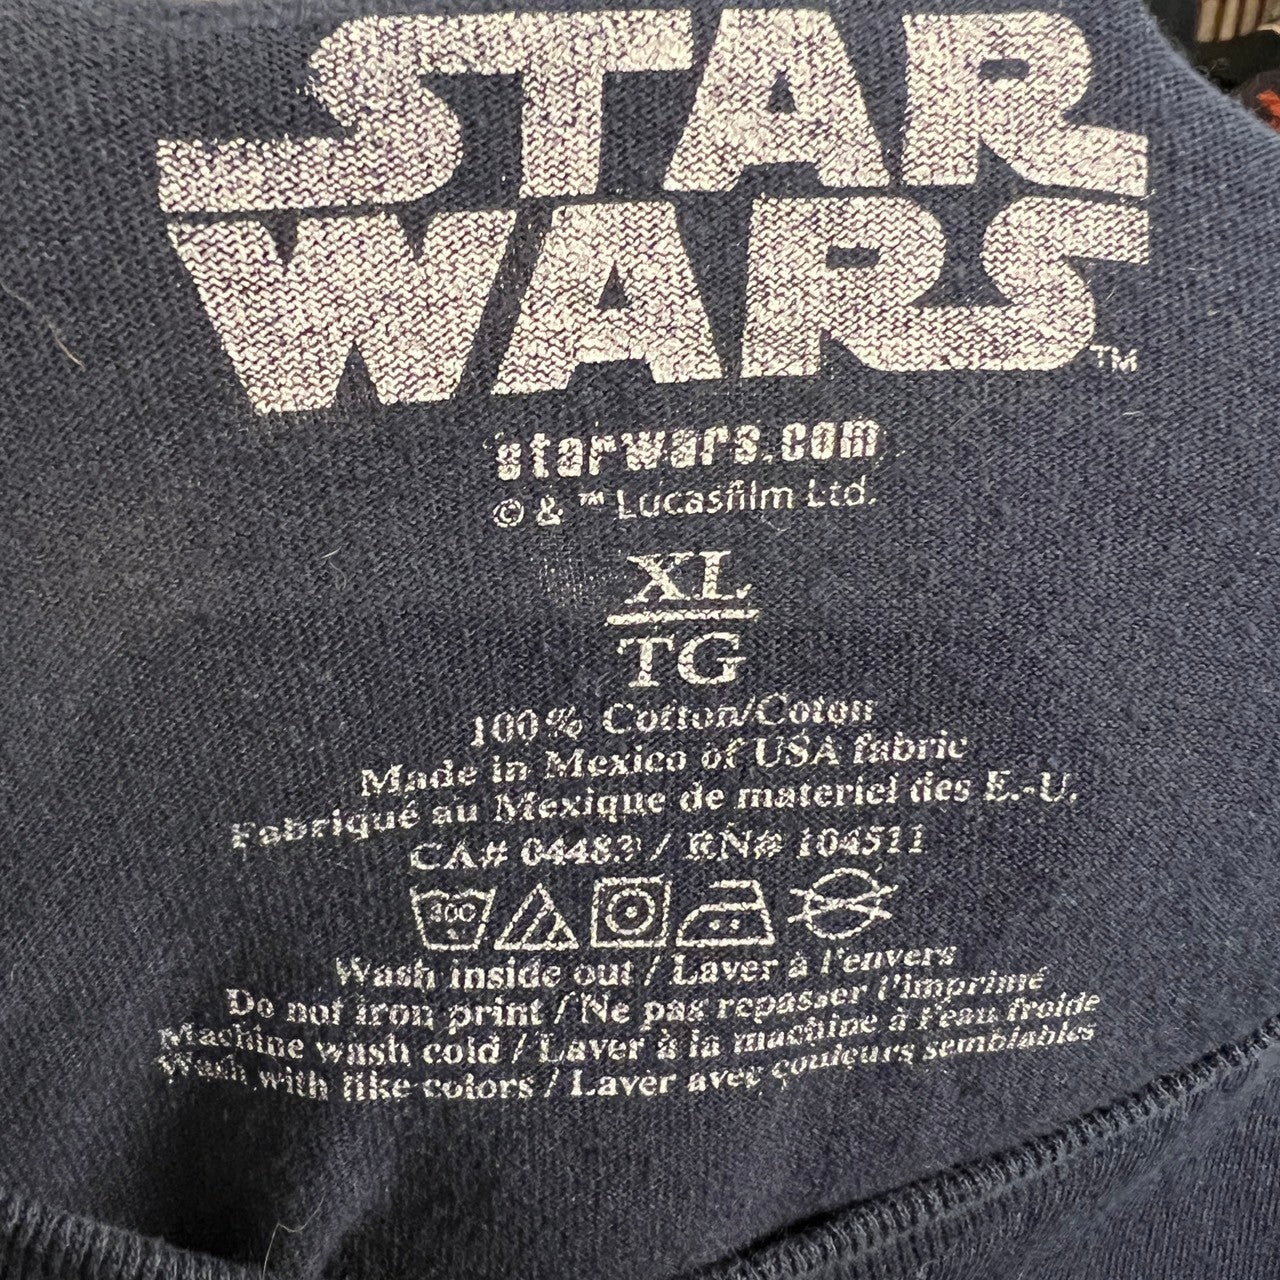 STAR
WARS™
starwars.com
© & ™ Lucasfilm Ltd.
XL
TG
100% Cotton/Coton
Made in Mexico of USA fabric
Fabriqué au Mexique de materiel des E.-U.
CA# 04483 / RN# 104511
30C
Wash inside out / Laver à l'envers
Do not iron print / Ne pas repasser l'imprimé
Machine wash cold / Laver à la machine à l'eau froide
Wash with like colors / Laver avec couleurs semblables